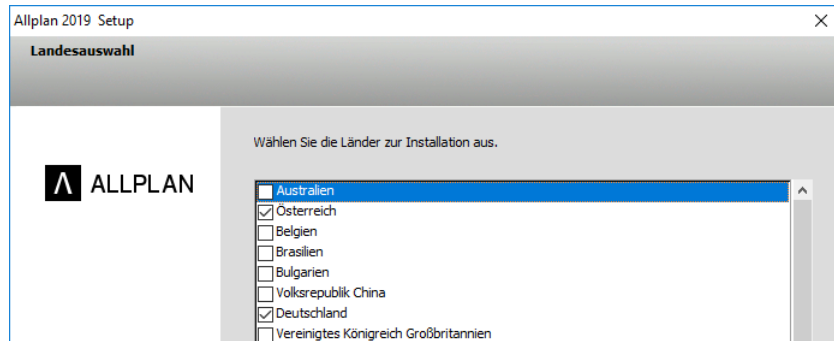 Allplan 2019 Setup
Landesauswahl
Wählen Sie die Länder zur Installation aus.
ALLPLAN
Australien
Österreich
Belgien
Brasilien
Bulgarien
Volksrepublik China
Deutschland
Vereinigtes Königreich Großbritannien